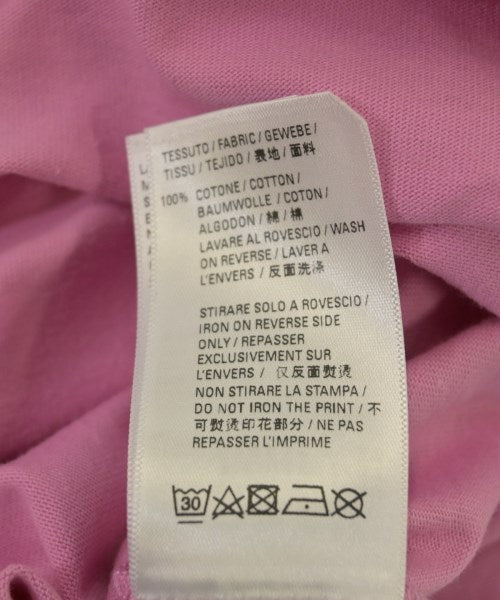 TESSUTO / FABRIC / GEWEBE /
TISSU / TEJIDO / 表地 / 面料
100% COTONE / COTTON /
BAUMWOLLE / COTON /
ALGODON / 綿 / 棉
LAVARE AL ROVESCIO / WASH
ON REVERSE / LAVER A
L'ENVERS / 反面洗涤
STIRARE SOLO A ROVESCIO /
IRON ON REVERSE SIDE
ONLY / REPASSER
EXCLUSIVEMENT SUR
L'ENVERS / 仅反面熨烫
NON STIRARE LA STAMPA /
DO NOT IRON THE PRINT / 不
可熨烫印花部分 / NE PAS
REPASSER L'IMPRIME
30